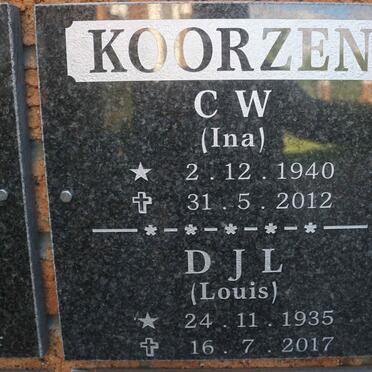 KOORZEN
C W
(Ina)
★ 2 . 12 . 1940
✝ 31 . 5 . 2012
D J L
(Louis)
★ 24 . 11 . 1935
✝ 16 . 7 . 2017